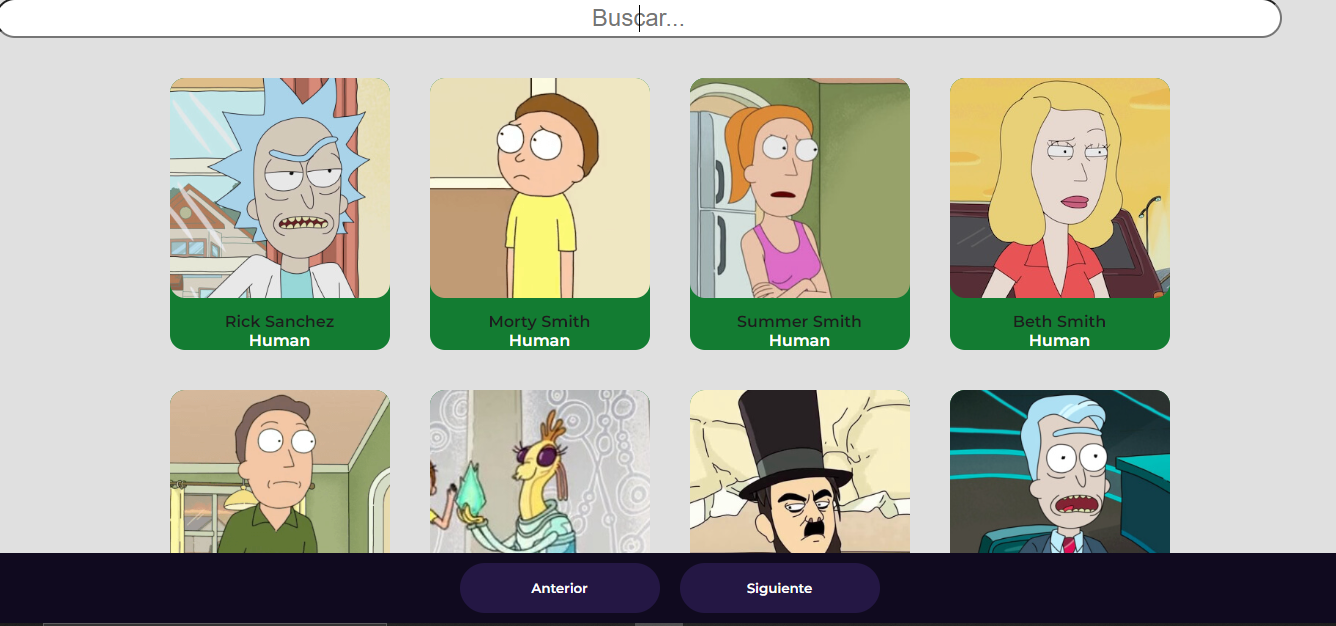 Buscar...
Rick Sanchez
Human
Morty Smith
Human
Summer Smith
Human
Beth Smith
Human
Anterior
Siguiente